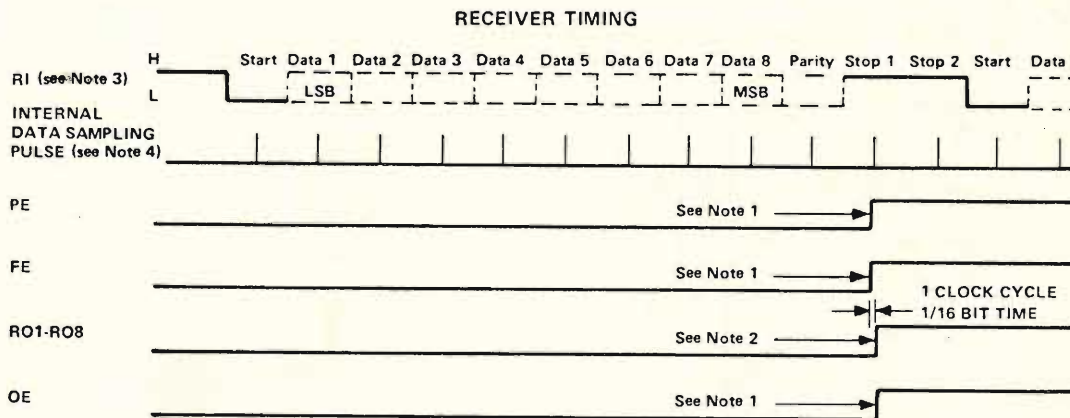 RECEIVER TIMING
H
Start Data 1 Data 2 Data 3 Data 4 Data 5 Data 6 Data 7 Data 8 Parity Stop 1 Stop 2 Start Data
RI (see Note 3)
L
LSB MSB
INTERNAL
DATA SAMPLING
PULSE (see Note 4)
PE
See Note 1
FE
See Note 1
1 CLOCK CYCLE
1/16 BIT TIME
RO1-RO8
See Note 2
OE
See Note 1